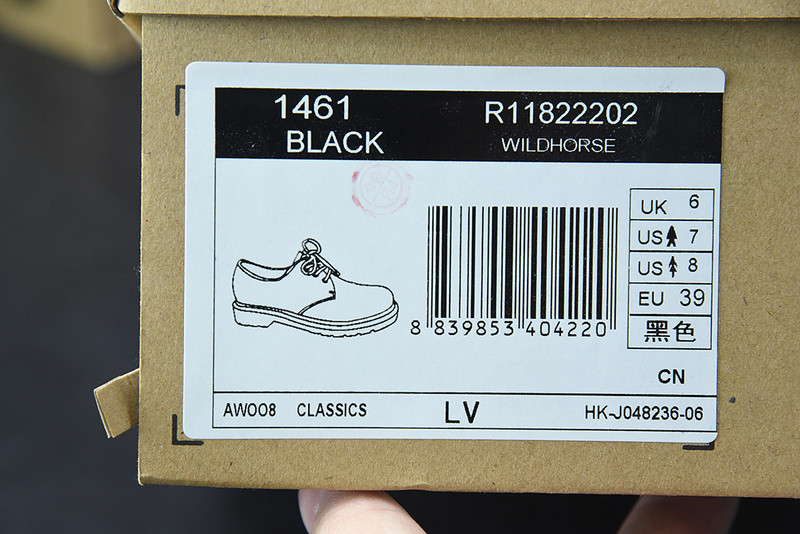 1461
BLACK
R11822202
WILDHORSE
UK 6
US 7
US 8
EU 39
黑色
8 839853 404220
CN
AW008 CLASSICS LV HK-J048236-06